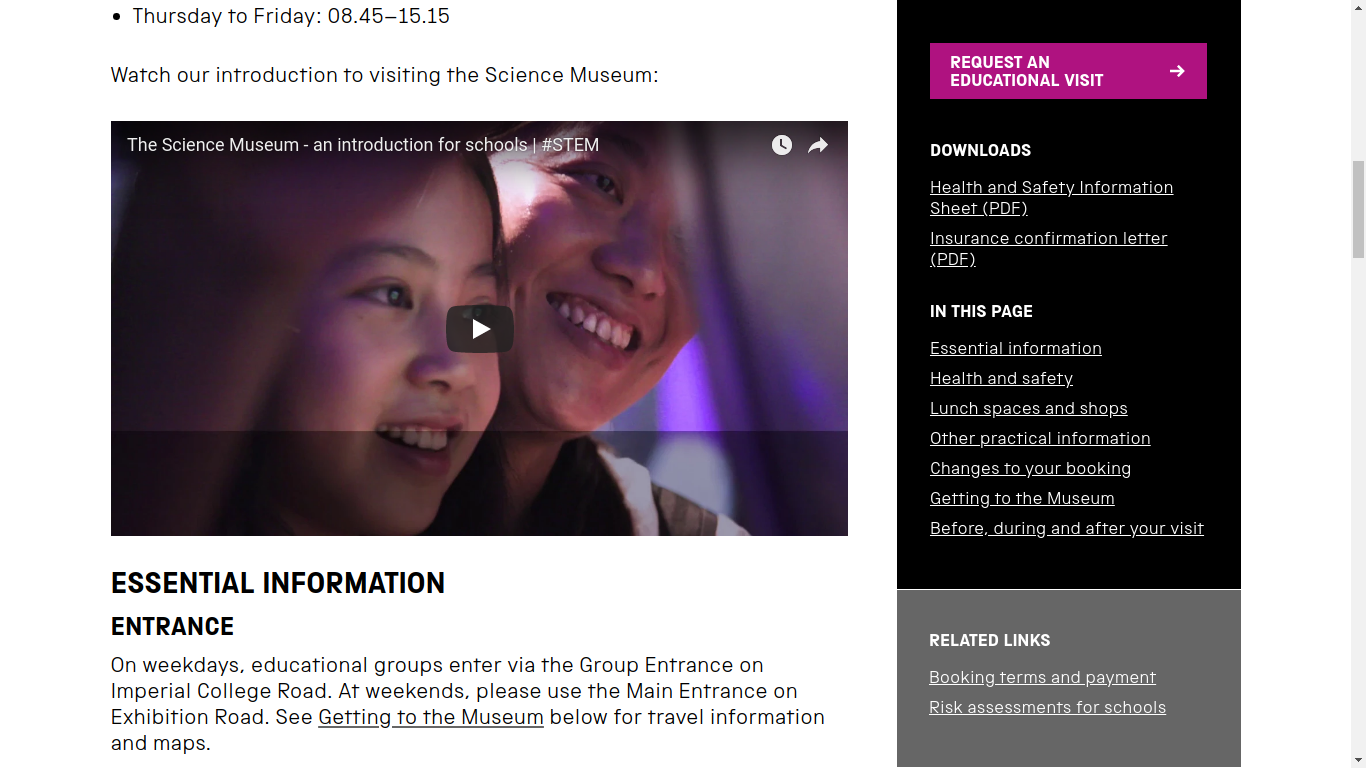 Thursday to Friday: 08.45–15.15
Watch our introduction to visiting the Science Museum:
The Science Museum - an introduction for schools | #STEM
ESSENTIAL INFORMATION
ENTRANCE
On weekdays, educational groups enter via the Group Entrance on
Imperial College Road. At weekends, please use the Main Entrance on
Exhibition Road. See Getting to the Museum below for travel information
and maps.
REQUEST AN
EDUCATIONAL VISIT
DOWNLOADS
Health and Safety Information
Sheet (PDF)
Insurance confirmation letter
(PDF)
IN THIS PAGE
Essential information
Health and safety
Lunch spaces and shops
Other practical information
Changes to your booking
Getting to the Museum
Before, during and after your visit
RELATED LINKS
Booking terms and payment
Risk assessments for schools